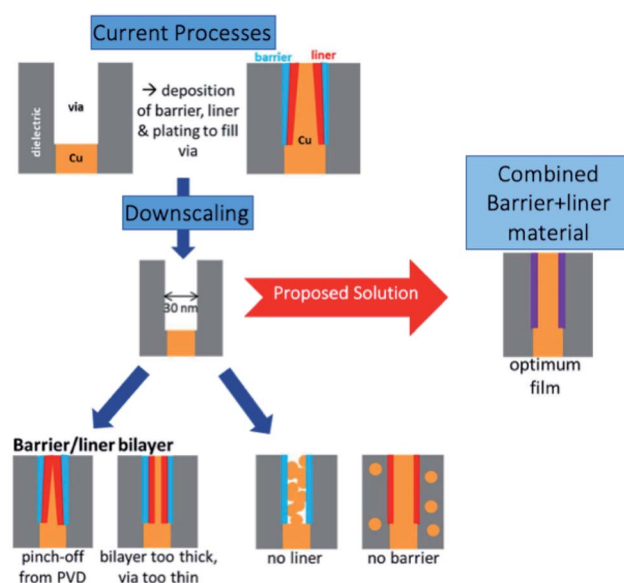 Current Processes
barrier liner
via
dielectric
Cu
→ deposition
of barrier, liner
& plating to fill
via
Cu
Downscaling
30 nm
Proposed Solution
Combined
Barrier+liner
material
optimum
film
Barrier/liner bilayer
pinch-off
from PVD
bilayer too thick,
via too thin
no liner
no barrier